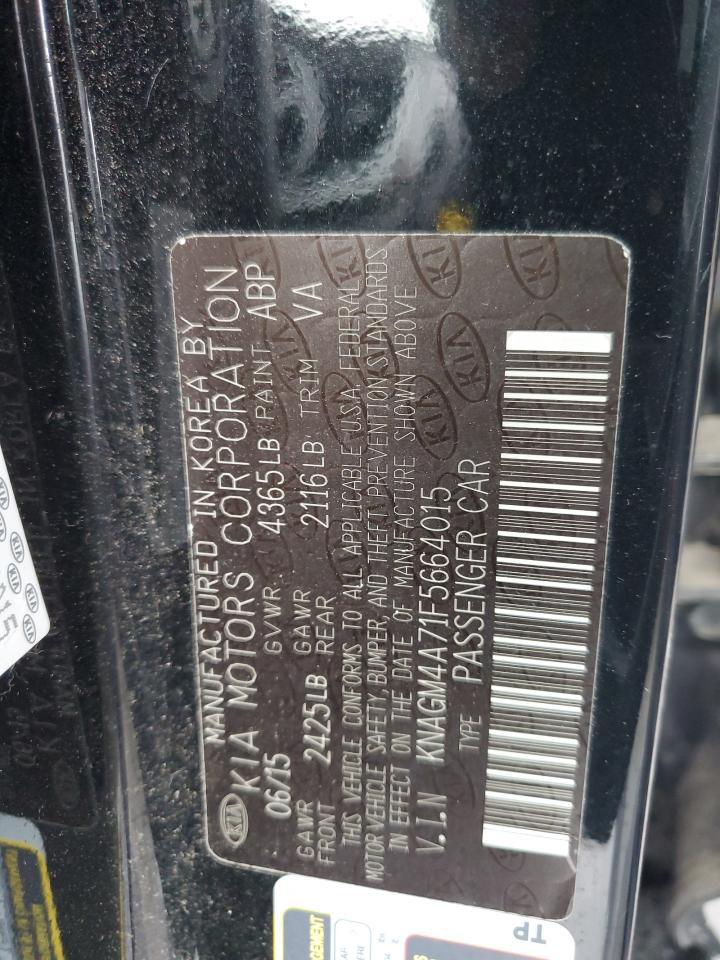 MANUFACTURED IN KOREA BY
KIA KIA MOTORS CORPORATION
06/15 GVWR 4365LB PAINT ABP
GAWR FRONT 2425LB GAWR REAR 2116LB TRIM VA
THIS VEHICLE CONFORMS TO ALL APPLICABLE U.S.A. FEDERAL
MOTOR VEHICLE SAFETY, BUMPER, AND THEFT PREVENTION STANDARDS
IN EFFECT ON THE DATE OF MANUFACTURE SHOWN ABOVE
V.I.N KNAGM4A71F5664015
TYPE PASSENGER CAR
TP